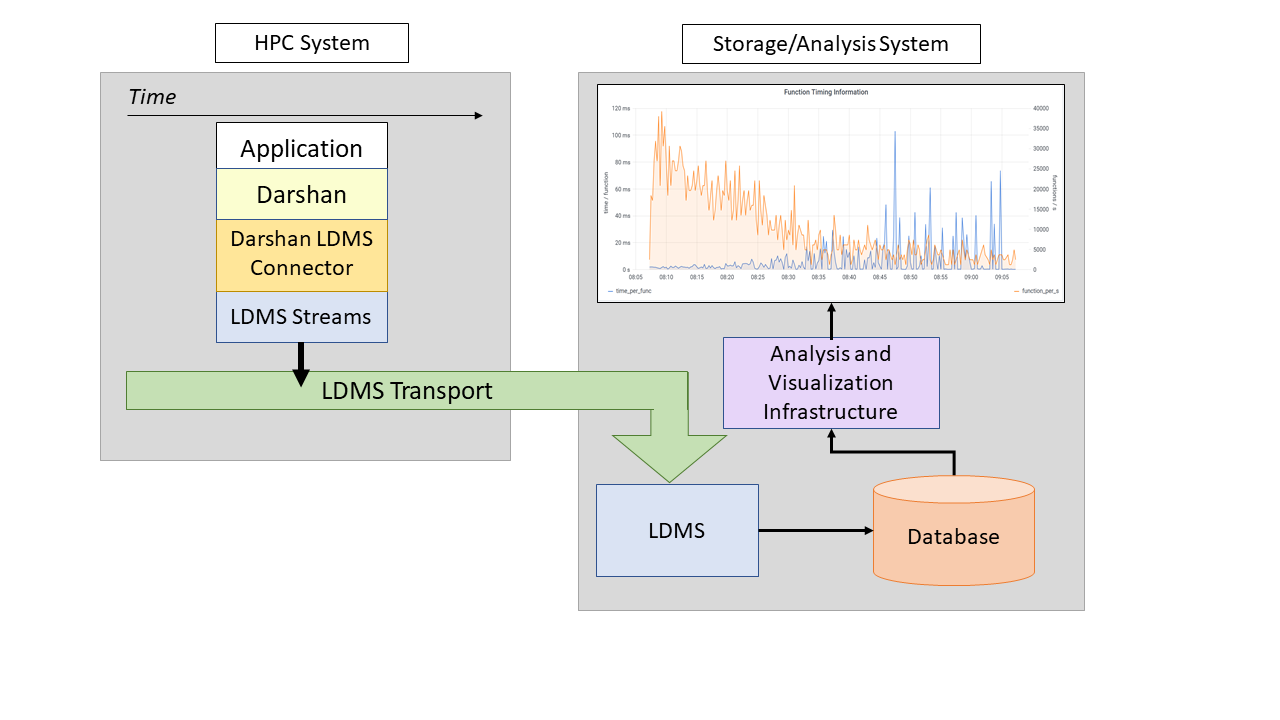 HPC System
Storage/Analysis System
Time
Application
Darshan
Darshan LDMS
Connector
LDMS Streams
LDMS Transport
Function Timing Information
120 ms
100 ms
80 ms
60 ms
40 ms
20 ms
0 s
time / function
40000
35000
30000
25000
20000
15000
10000
5000
0
functions / s
08:05 08:10 08:15 08:20 08:25 08:30 08:35 08:40 08:45 08:50 08:55 09:00 09:05
time_per_func
function_per_s
Analysis and
Visualization
Infrastructure
LDMS
Database